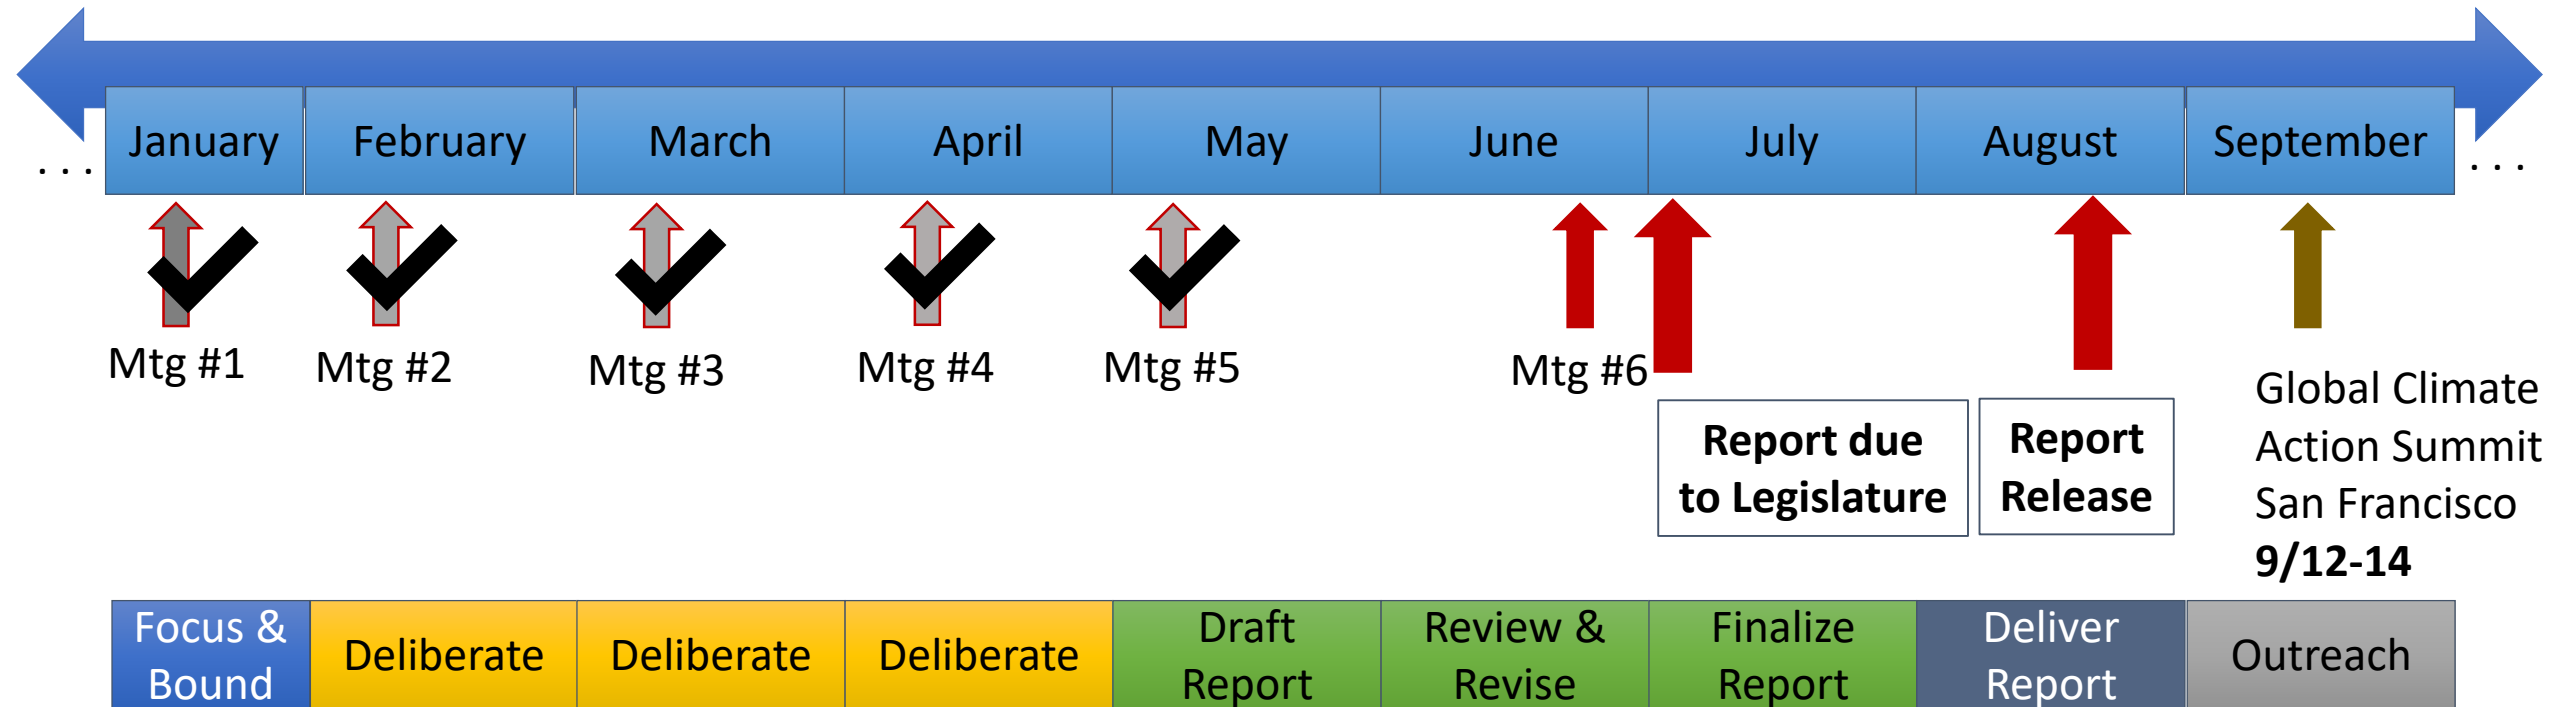 January February March April May June July August September
. . . . . .
Mtg #1 Mtg #2 Mtg #3 Mtg #4 Mtg #5 Mtg #6
Report due
to Legislature
Report
Release
Global Climate
Action Summit
San Francisco
9/12-14
Focus &
Bound
Deliberate
Deliberate
Deliberate
Draft
Report
Review &
Revise
Finalize
Report
Deliver
Report
Outreach